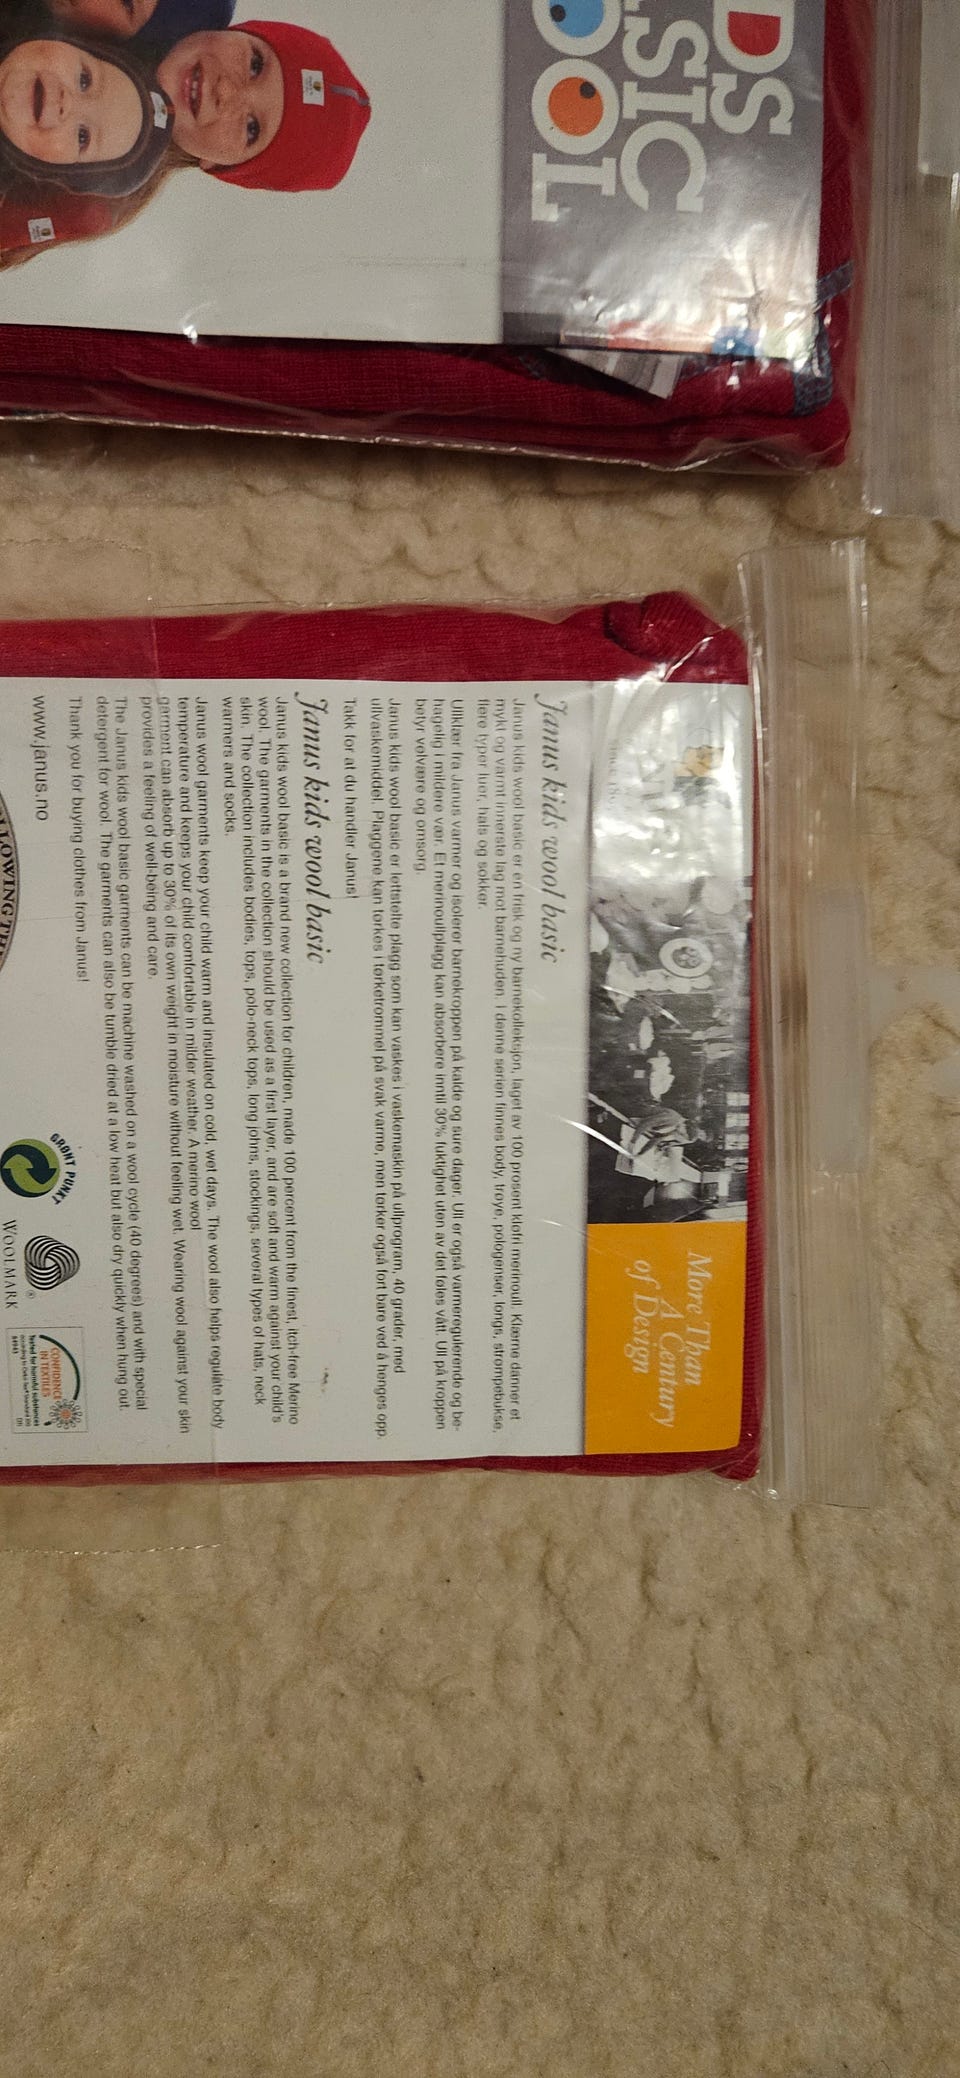 DS
SIC
OOL
More Than
A Century
of Design
Janus kids wool basic
Janus kids wool basic er en frisk og ny barnekolleksjon, laget av 100 prosent kløfri merinoull. Klærne danner et
mykt og varmt innerste lag mot barnehuden. I denne serien finnes body, trøye, pologenser, longs, strømpebukse,
flere typer luer, hals og sokker.
Ullklær fra Janus varmer og isolerer barnekroppen på kalde og sure dager. Ull er også varmeregulerende og be-
hagelig i mildere vær. Et merinoullplagg kan absorbere inntil 30% fuktighet uten av det føles vått. Ull på kroppen
betyr velvære og omsorg.
Janus kids wool basic er lettstelte plagg som kan vaskes i vaskemaskin på ullprogram, 40 grader, med
ullvaskemiddel. Plaggene kan tørkes i tørketrommel på svak varme, men tørker også fort bare ved å henges opp.
Takk for at du handler Janus!
Janus kids wool basic
Janus kids wool basic is a brand new collection for children, made 100 percent from the finest, itch-free Merino
wool. The garments in the collection should be used as a first layer, and are soft and warm against your child's
skin. The collection includes bodies, tops, polo-neck tops, long johns, stockings, several types of hats, neck
warmers and socks.
Janus wool garments keep your child warm and insulated on cold, wet days. The wool also helps regulate body
temperature and keeps your child comfortable in milder weather. A merino wool
garment can absorb up to 30% of its own weight in moisture without feeling wet. Wearing wool against your skin
provides a feeling of well-being and care.
The Janus kids wool basic garments can be machine washed on a wool cycle (40 degrees) and with special
detergent for wool. The garments can also be tumble dried at a low heat but also dry quickly when hung out.
Thank you for buying clothes from Janus!
www.janus.no
LLOWING THE
GRØNT PUNKT
WOOLMARK
CONFIDENCE
IN TEXTILES
Tested for harmful substances